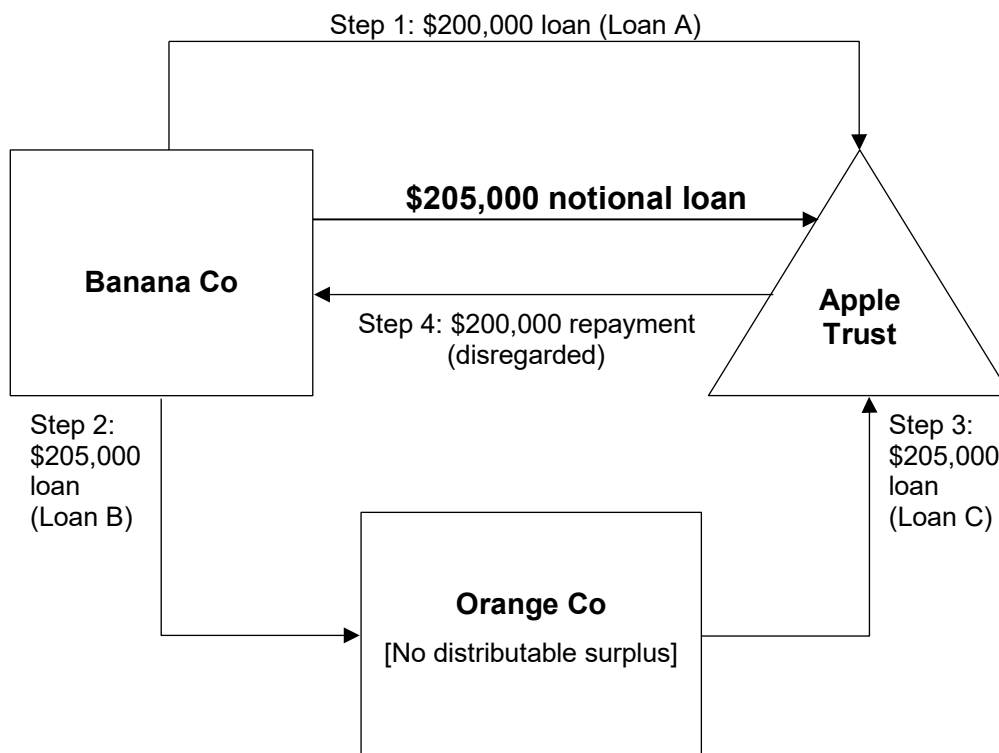 Step 1: $200,000 loan (Loan A)
$205,000 notional loan
Banana Co
Apple
Trust
Step 4: $200,000 repayment
(disregarded)
Step 2:
$205,000
loan
(Loan B)
Step 3:
$205,000
loan
(Loan C)
Orange Co
[No distributable surplus]